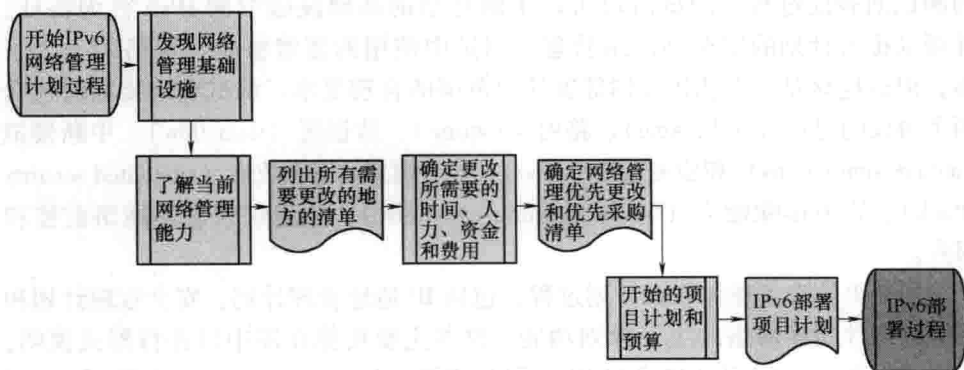 开始IPv6
网络管理
计划过程
发现网络
管理基础
设施
了解当前
网络管理
能力
列出所有需
要更改的地
方的清单
确定更改
所需要的
时间、人
力、资金
和费用
确定网络管
理优先更改
和优先采购
清单
开始的项
目计划和
预算
IPv6部署
项目计划
IPv6部
署过程